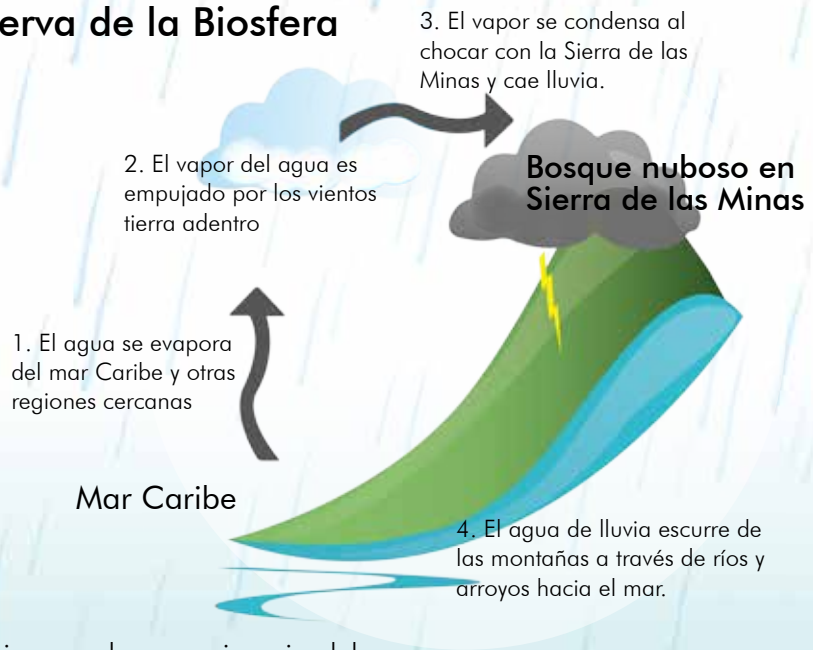 de la Biosfera
3. El vapor se condensa al
chocar con la Sierra de las
Minas y cae lluvia.
2. El vapor del agua es
empujado por los vientos
tierra adentro
Bosque nuboso en
Sierra de las Minas
1. El agua se evapora
del mar Caribe y otras
regiones cercanas
Mar Caribe
4. El agua de lluvia escurre de
las montañas a través de ríos y
arroyos hacia el mar.